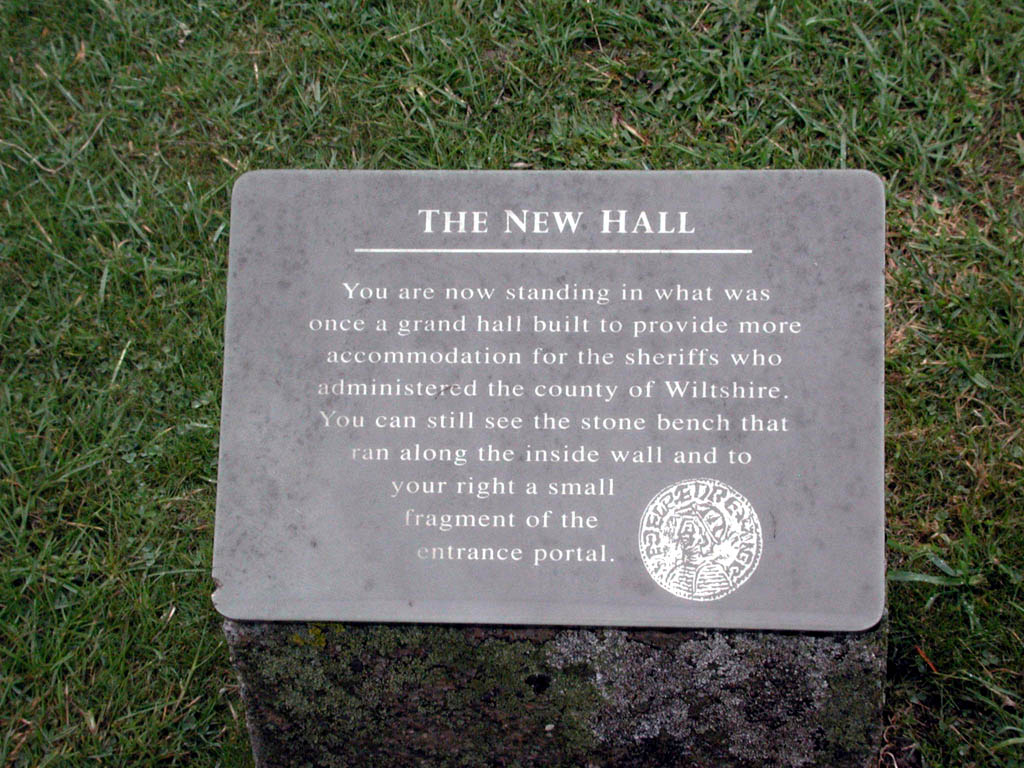 THE NEW HALL
You are now standing in what was
once a grand hall built to provide more
accommodation for the sheriffs who
administered the county of Wiltshire.
You can still see the stone bench that
ran along the inside wall and to
your right a small
fragment of the
entrance portal.